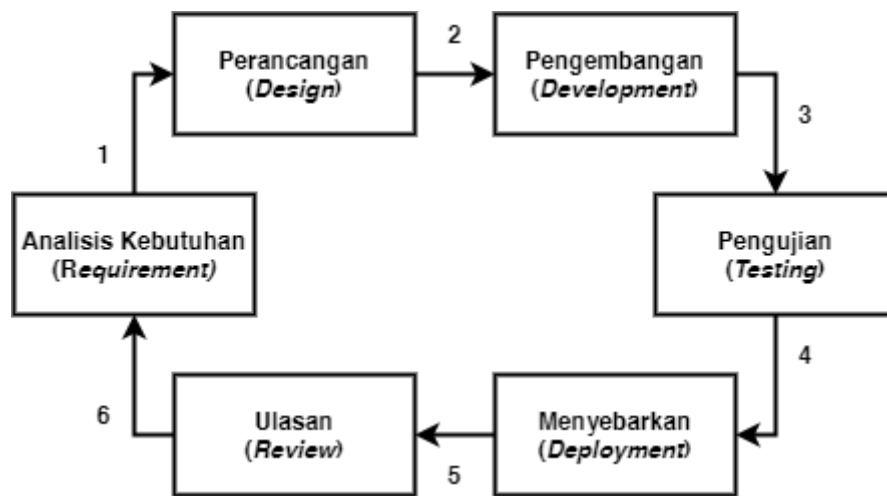 Perancangan
(Design)
2
Pengembangan
(Development)
3
1
Analisis Kebutuhan
(Requirement)
Pengujian
(Testing)
4
6
Ulasan
(Review)
5
Menyebarkan
(Deployment)